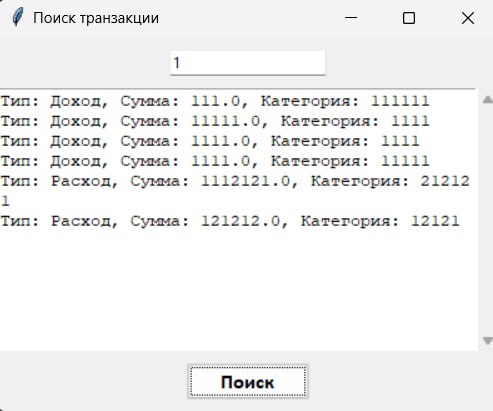 Поиск транзакции
1
Тип: Доход, Сумма: 111.0, Категория: 111111
Тип: Доход, Сумма: 11111.0, Категория: 1111
Тип: Доход, Сумма: 1111.0, Категория: 1111
Тип: Доход, Сумма: 1111.0, Категория: 11111
Тип: Расход, Сумма: 1112121.0, Категория: 21212
1
Тип: Расход, Сумма: 121212.0, Категория: 12121
Поиск